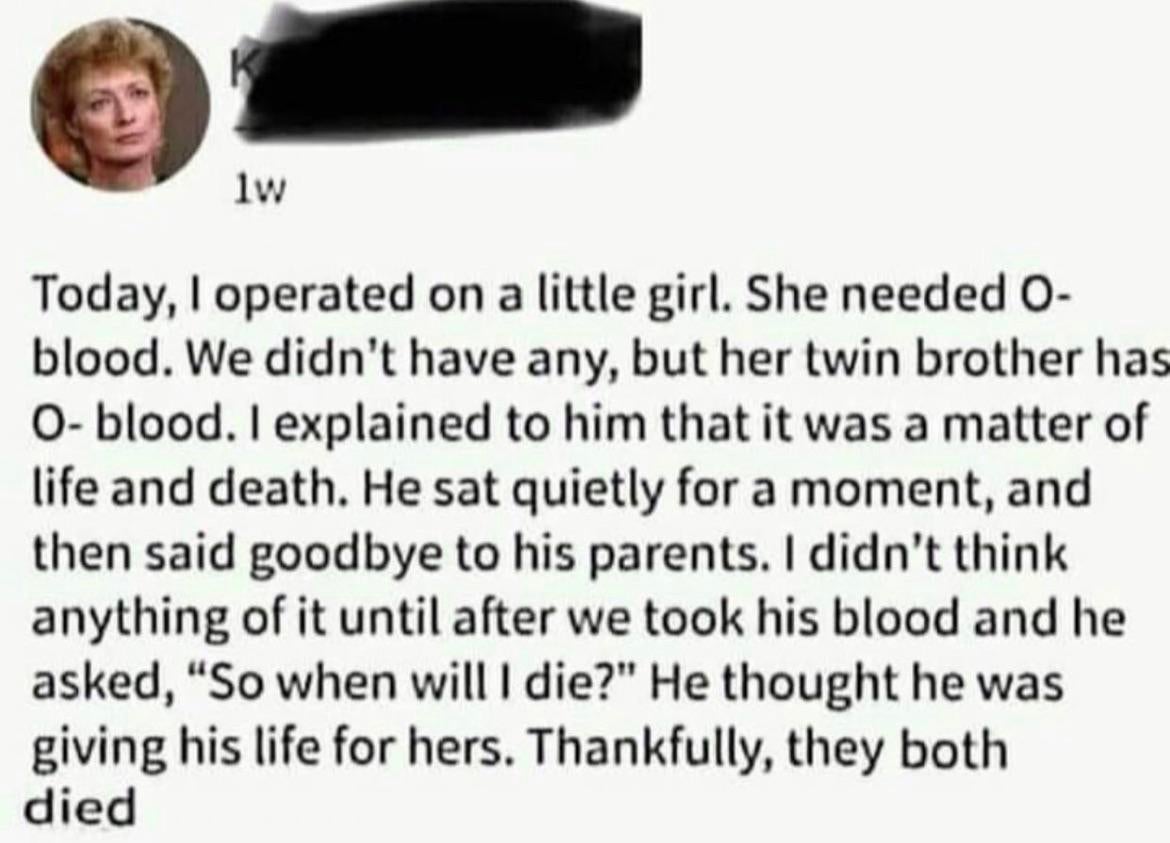 K
1w
Today, I operated on a little girl. She needed O-
blood. We didn't have any, but her twin brother has
O- blood. I explained to him that it was a matter of
life and death. He sat quietly for a moment, and
then said goodbye to his parents. I didn't think
anything of it until after we took his blood and he
asked, “So when will I die?" He thought he was
giving his life for hers. Thankfully, they both
died